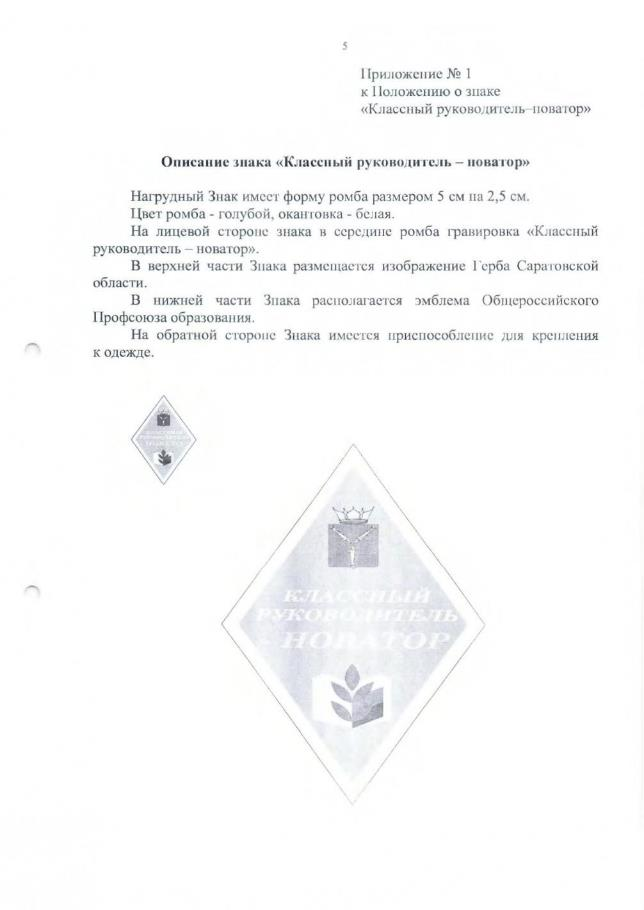 5
Приложение № 1
к Положению о знаке
«Классный руководитель–новатор»
Описание знака «Классный руководитель – новатор»
Нагрудный Знак имеет форму ромба размером 5 см на 2,5 см.
Цвет ромба - голубой, окантовка - белая.
На лицевой стороне знака в середине ромба гравировка «Классный
руководитель – новатор».
В верхней части Знака размещается изображение Герба Саратовской
области.
В нижней части Знака располагается эмблема Общероссийского
Профсоюза образования.
На обратной стороне Знака имеется приспособление для крепления
к одежде.
КЛАССНЫЙ
РУКОВОДИТЕЛЬ
- НОВАТОР